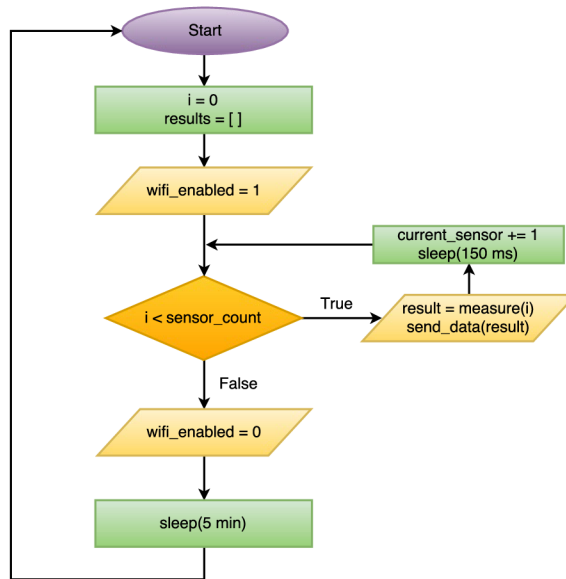 Start
i = 0
results = [ ]
wifi_enabled = 1
current_sensor += 1
sleep(150 ms)
i < sensor_count
True
result = measure(i)
send_data(result)
False
wifi_enabled = 0
sleep(5 min)